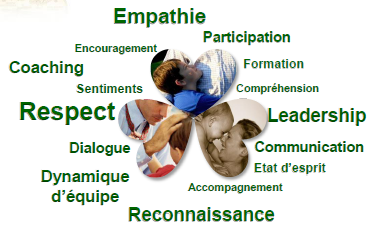 Empathie
Participation
Encouragement
Coaching
Formation
Sentiments
Compréhension
Respect
Leadership
Dialogue
Communication
Etat d’esprit
Dynamique
d’équipe
Accompagnement
Reconnaissance